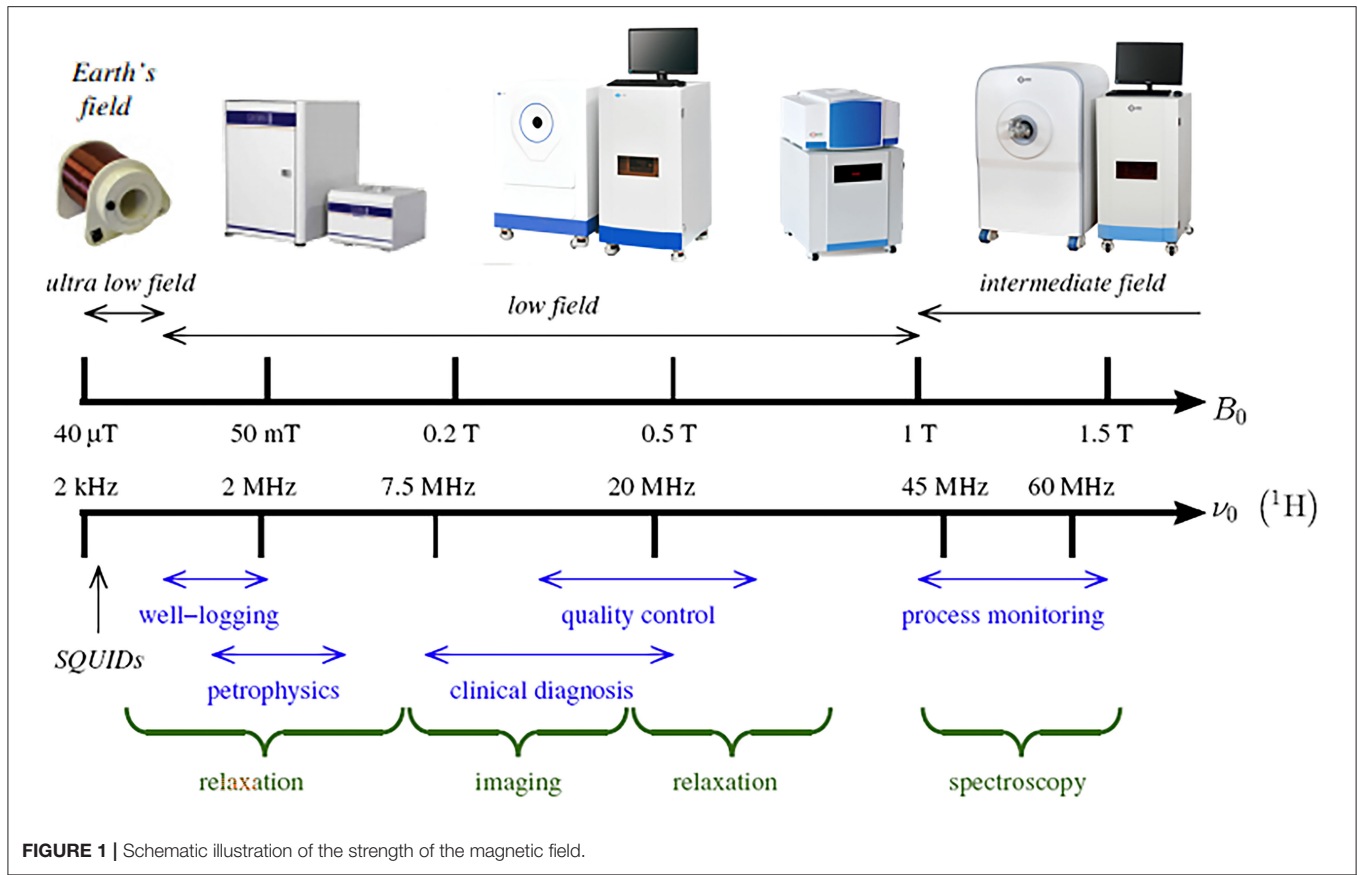 Earth's
field
ultra low field
low field
intermediate field
40 µT
50 mT
0.2 T
0.5 T
1 T
1.5 T
B₀
2 kHz
2 MHz
7.5 MHz
20 MHz
45 MHz
60 MHz
ν₀ (¹H)
well–logging
quality control
process monitoring
SQUIDs
petrophysics
clinical diagnosis
relaxation
imaging
relaxation
spectroscopy
FIGURE 1 | Schematic illustration of the strength of the magnetic field.